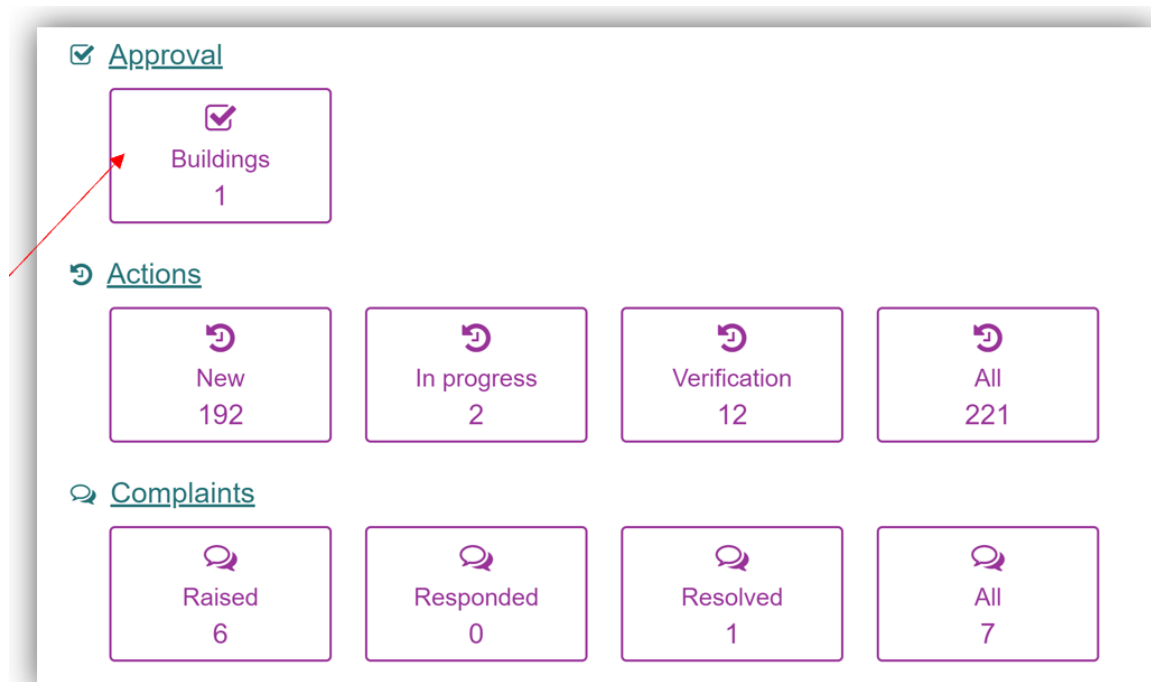 Approval
Buildings
1
Actions
New
192
In progress
2
Verification
12
All
221
Complaints
Raised
6
Responded
0
Resolved
1
All
7